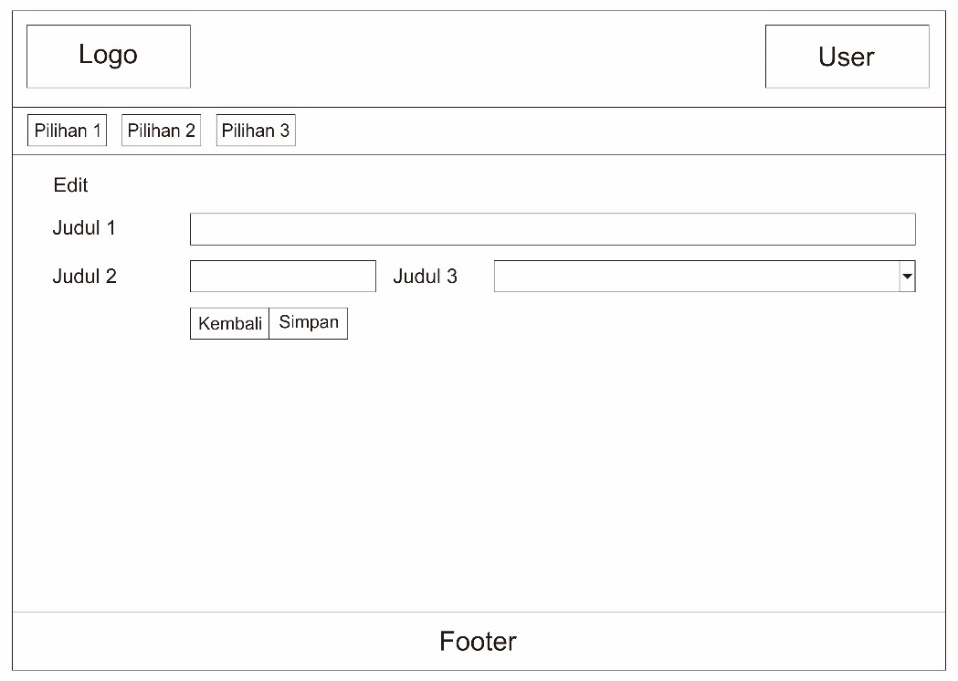 Logo
User
Pilihan 1
Pilihan 2
Pilihan 3
Edit
Judul 1
Judul 2
Judul 3
Kembali
Simpan
Footer